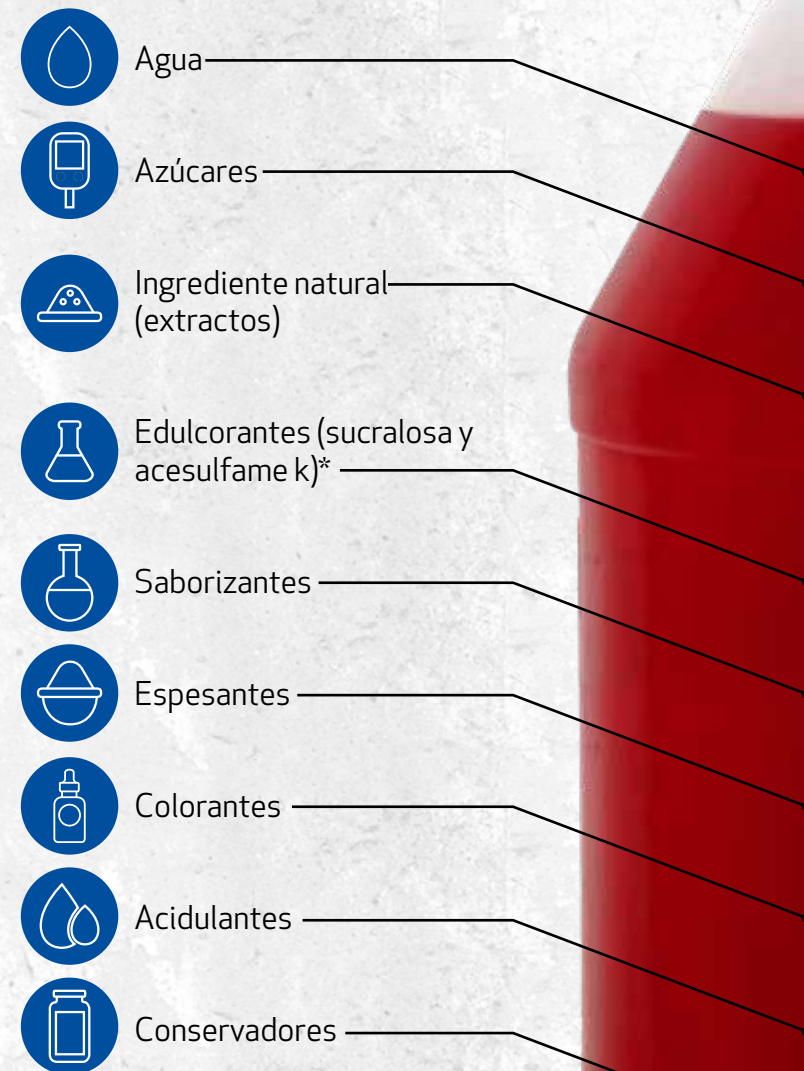 Agua
Azúcares
Ingrediente natural
(extractos)
Edulcorantes (sucralosa y
acesulfame k)*
Saborizantes
Espesantes
Colorantes
Acidulantes
Conservadores